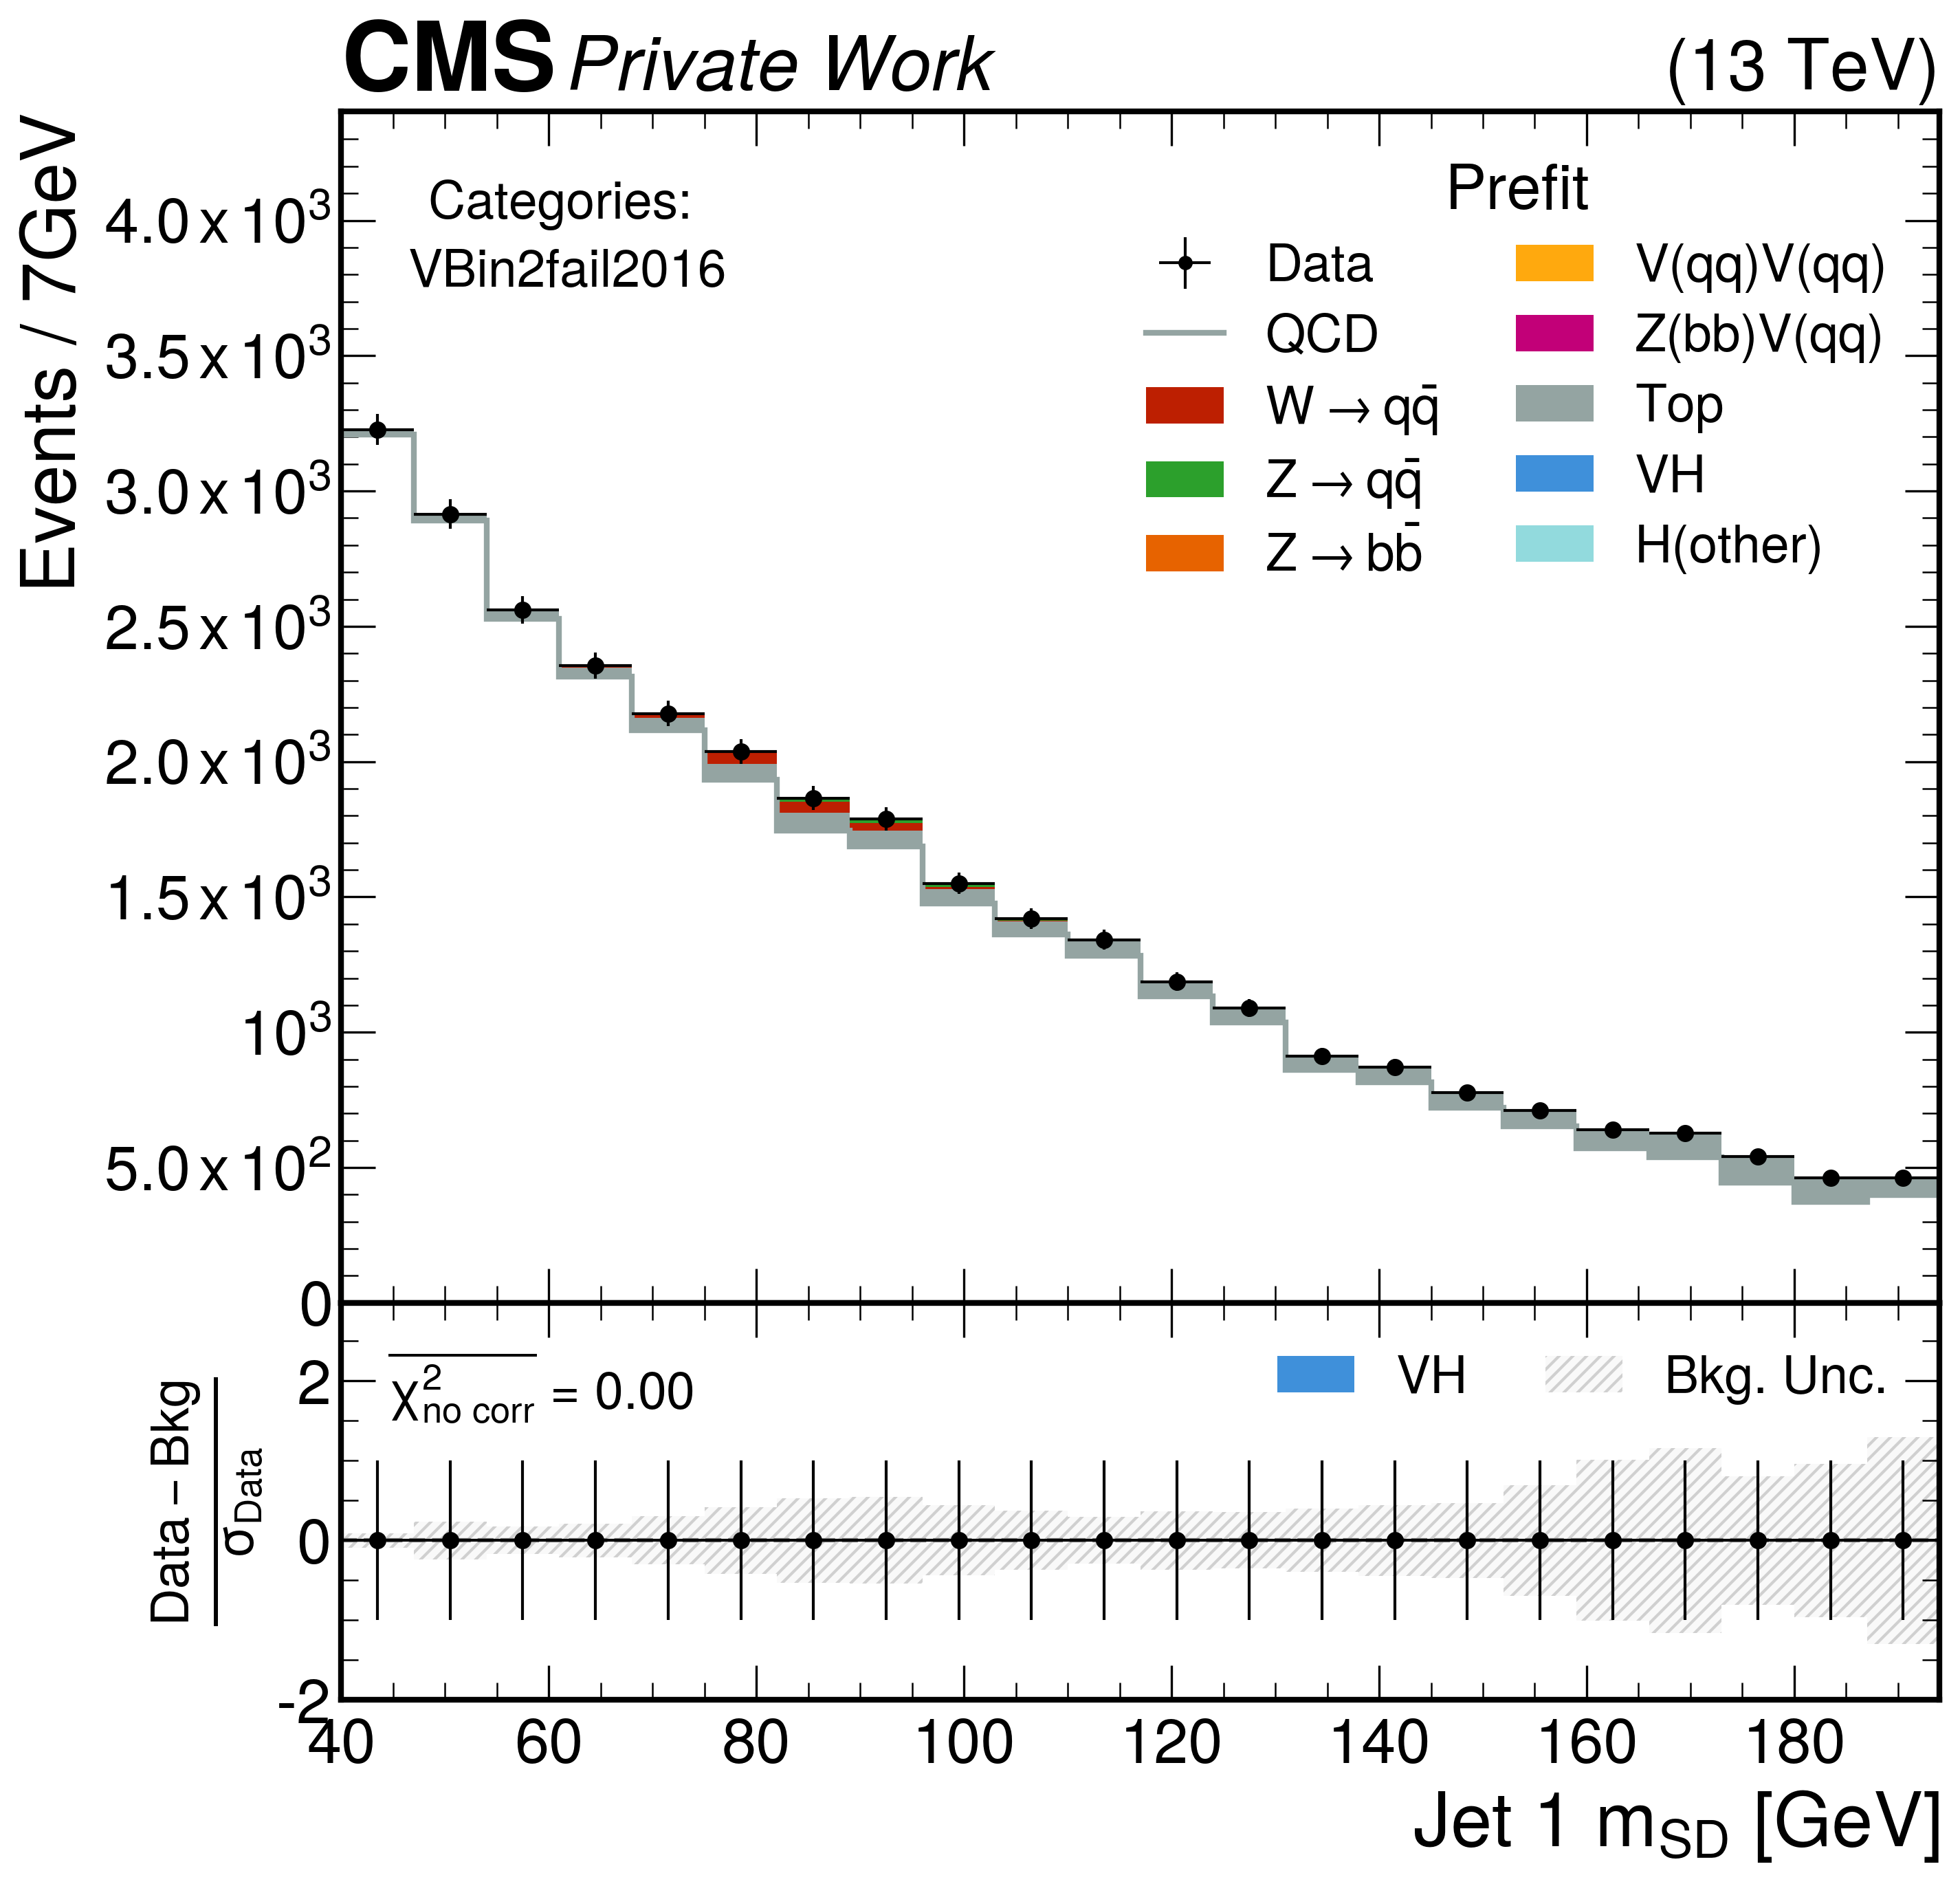 CMS Private Work (13 TeV)
Events / 7GeV
4.0 x 10³
3.5 x 10³
3.0 x 10³
2.5 x 10³
2.0 x 10³
1.5 x 10³
10³
5.0 x 10²
0
Categories:
VBin2fail2016
Prefit
Data
QCD
W → qq̄
Z → qq̄
Z → bb̄
V(qq)V(qq)
Z(bb)V(qq)
Top
VH
H(other)
Data − Bkg
σ_Data
2
0
-2
χ²_no corr = 0.00
VH
Bkg. Unc.
40 60 80 100 120 140 160 180
Jet 1 m_SD [GeV]